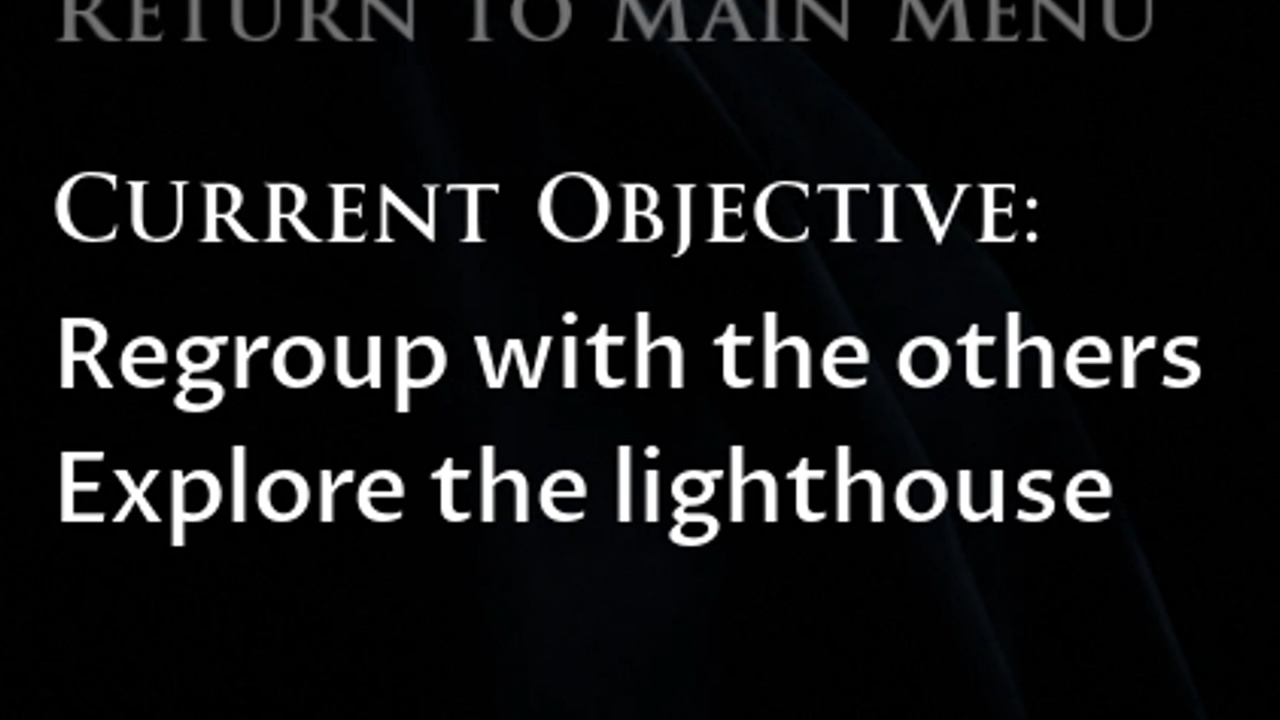 Return to Main Menu
Current Objective:
Regroup with the others
Explore the lighthouse